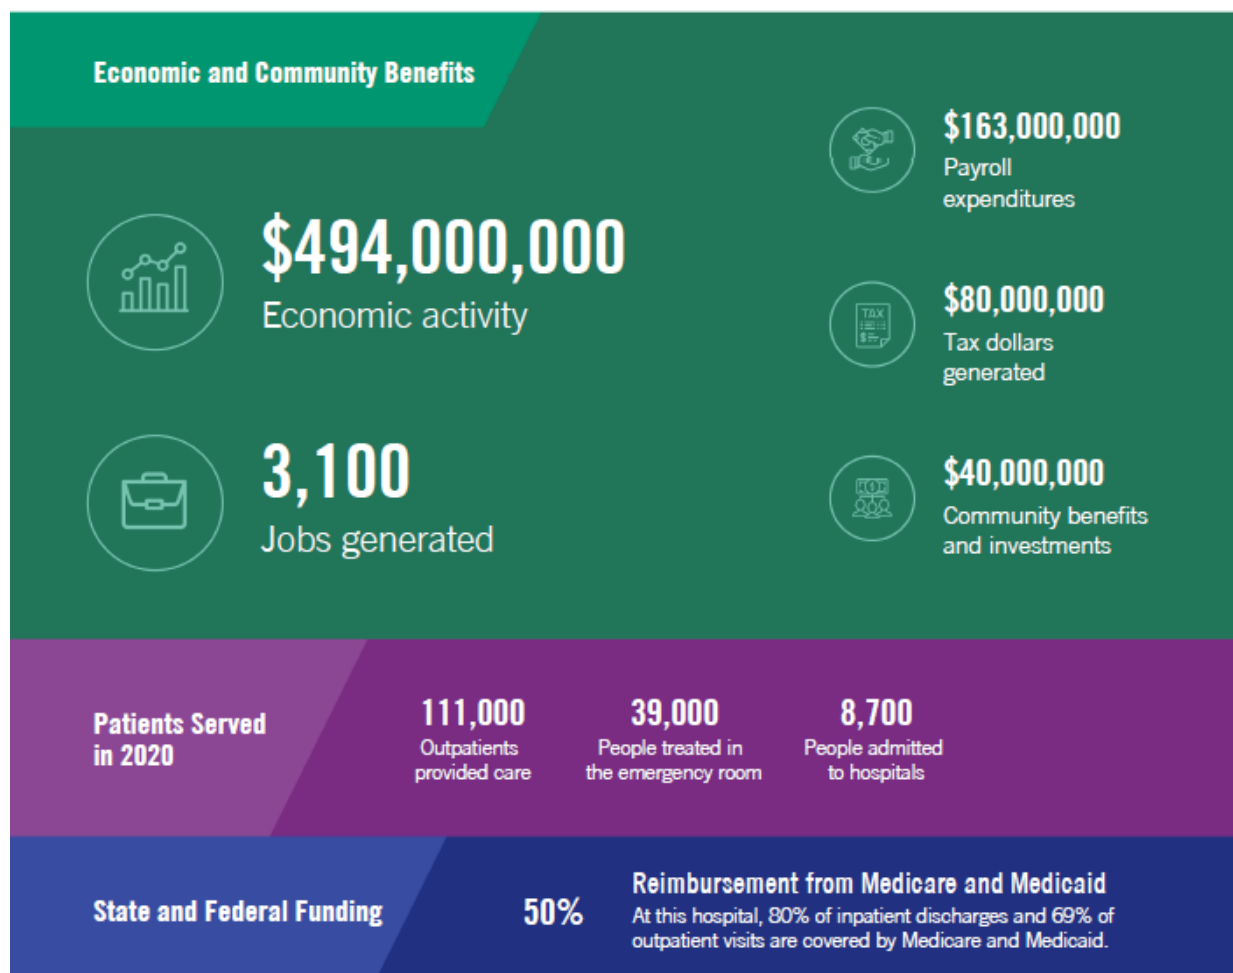 Economic and Community Benefits
$494,000,000
Economic activity
3,100
Jobs generated
$163,000,000
Payroll
expenditures
TAX
$
$80,000,000
Tax dollars
generated
$
$40,000,000
Community benefits
and investments
Patients Served
in 2020
111,000
Outpatients
provided care
39,000
People treated in
the emergency room
8,700
People admitted
to hospitals
State and Federal Funding
50%
Reimbursement from Medicare and Medicaid
At this hospital, 80% of inpatient discharges and 69% of
outpatient visits are covered by Medicare and Medicaid.